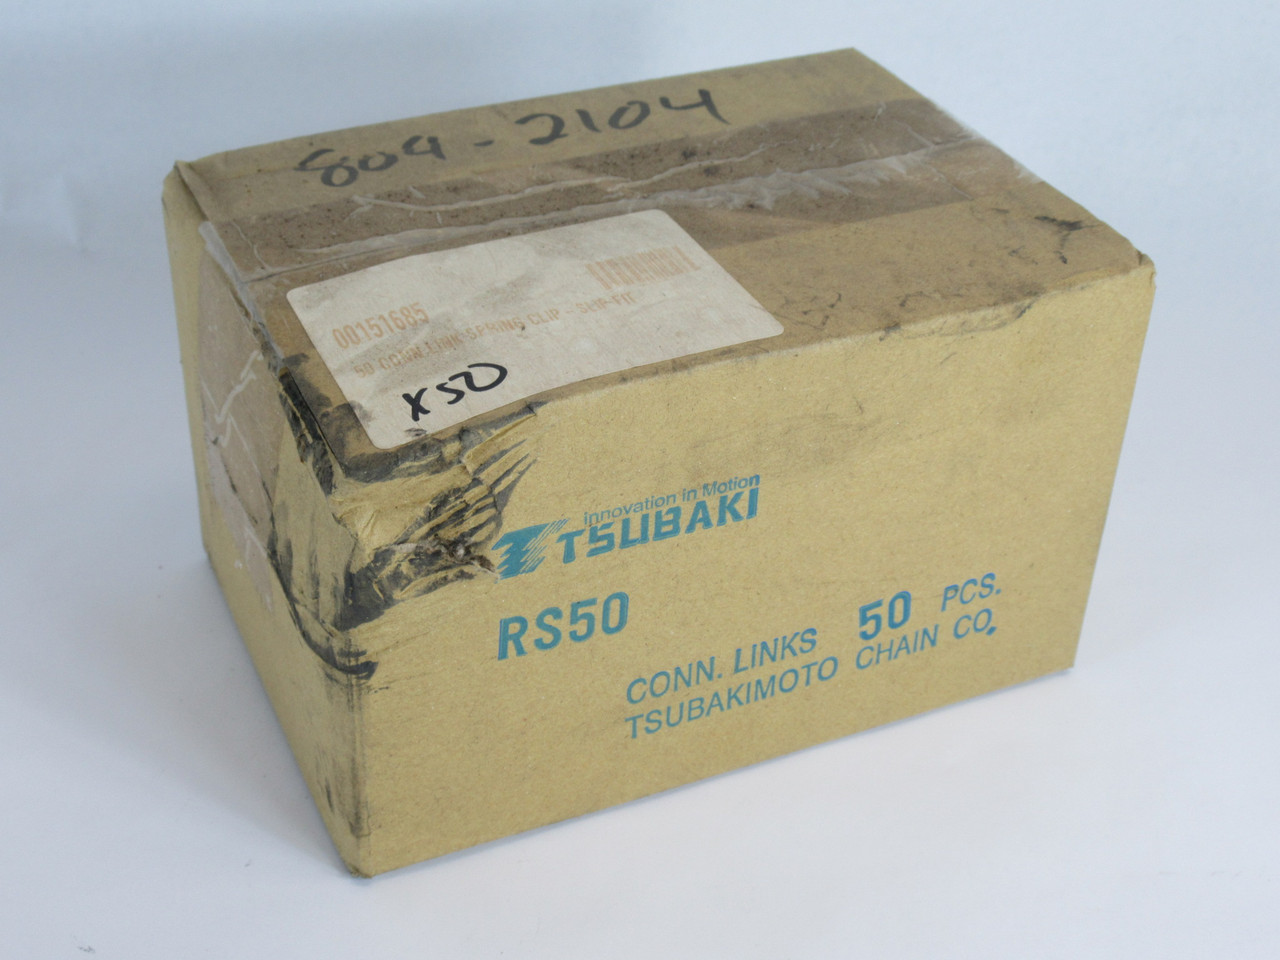 809-2104
00151685
50 CONN LINK SPRING CLIP - SLIP-FIT
X50
Innovation in Motion
TSUBAKI
RS50
CONN. LINKS 50 PCS.
TSUBAKIMOTO CHAIN CO.